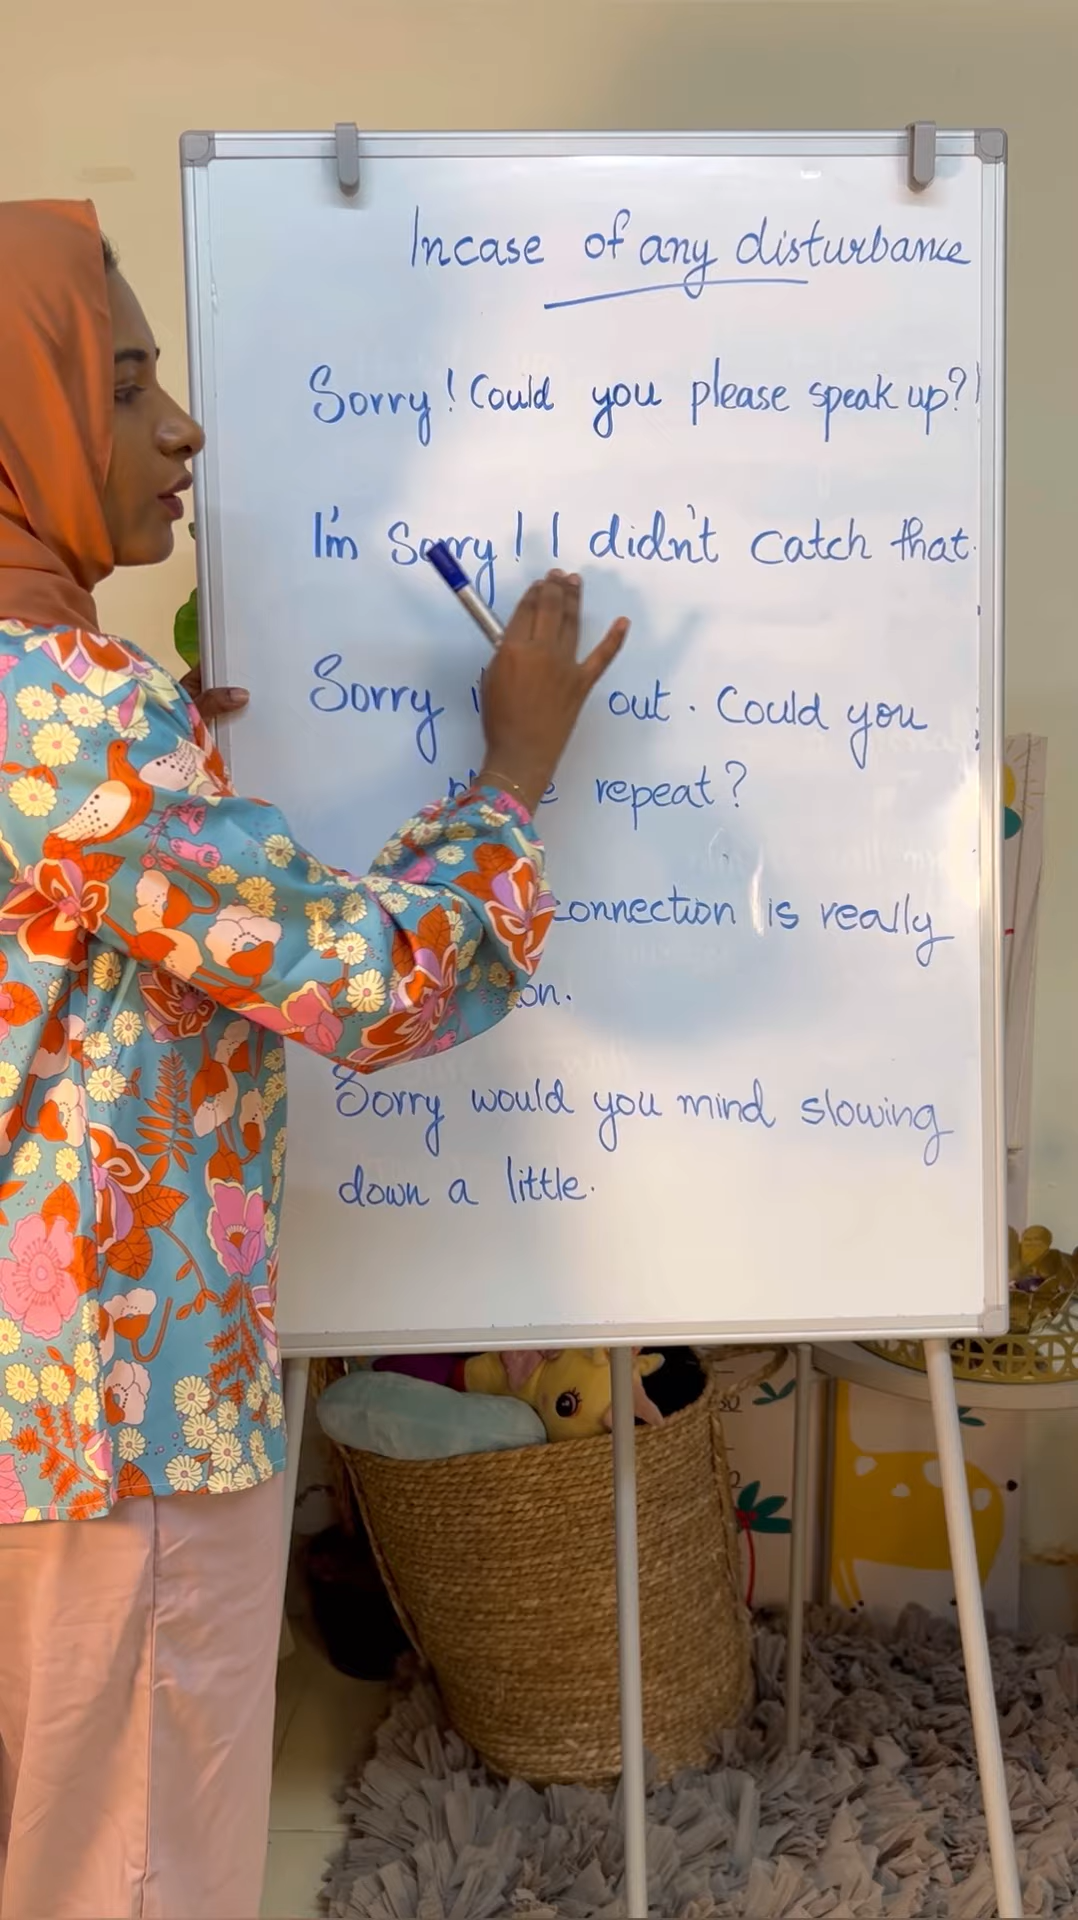 Incase of any disturbance
Sorry! Could you please speak up?
I'm Sorry! I didn't catch that.
Sorry out. Could you
repeat?
connection is really
Sorry would you mind slowing
down a little.